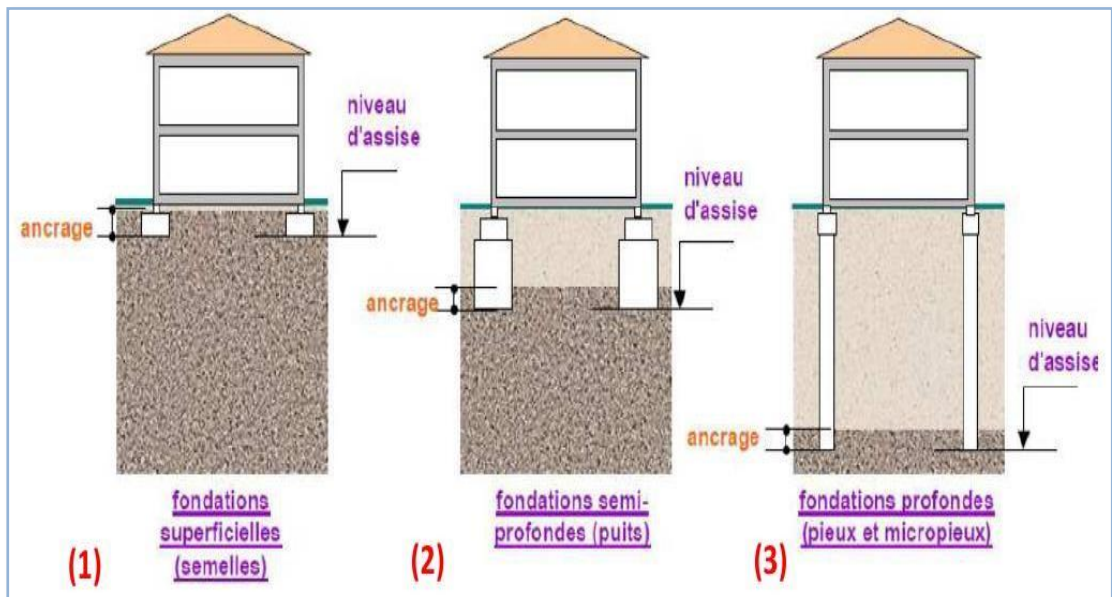 niveau
d'assise
ancrage
fondations
superficielles
(semelles)
(1)
niveau
d'assise
ancrage
fondations semi-
profondes (puits)
(2)
niveau
d'assise
ancrage
fondations profondes
(pieux et micropieux)
(3)